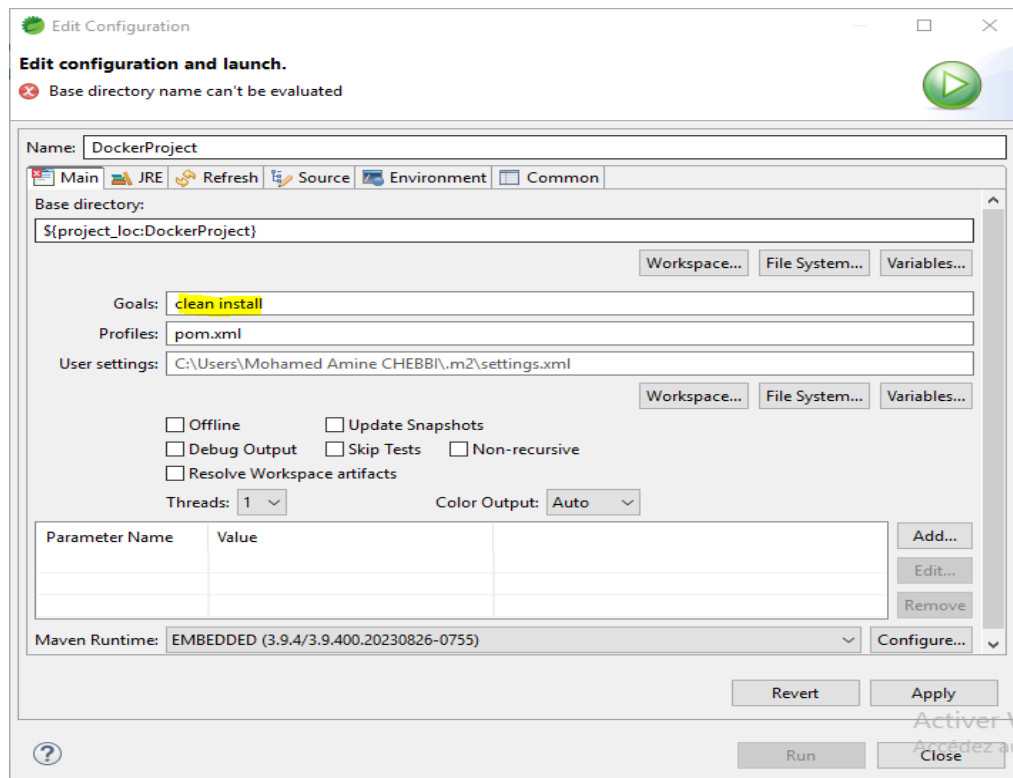 Edit Configuration
Edit configuration and launch.
Base directory name can't be evaluated
Name: DockerProject
Main JRE Refresh Source Environment Common
Base directory:
${project_loc:DockerProject}
Workspace... File System... Variables...
Goals: clean install
Profiles: pom.xml
User settings: C:\Users\Mohamed Amine CHEBBI\.m2\settings.xml
Workspace... File System... Variables...
Offline Update Snapshots
Debug Output Skip Tests Non-recursive
Resolve Workspace artifacts
Threads: 1 Color Output: Auto
Parameter Name Value Add...
Edit...
Remove
Maven Runtime: EMBEDDED (3.9.4/3.9.400.20230826-0755) Configure...
Revert Apply
Activer
Accédez
? Run Close